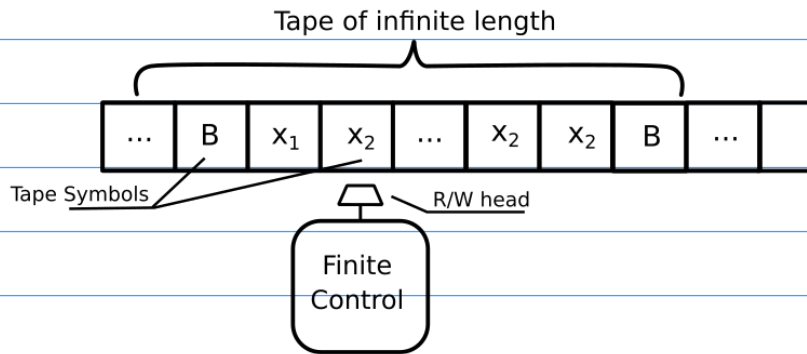 Tape of infinite length
... B x₁ x₂ ... x₂ x₂ B ...
Tape Symbols
R/W head
Finite
Control